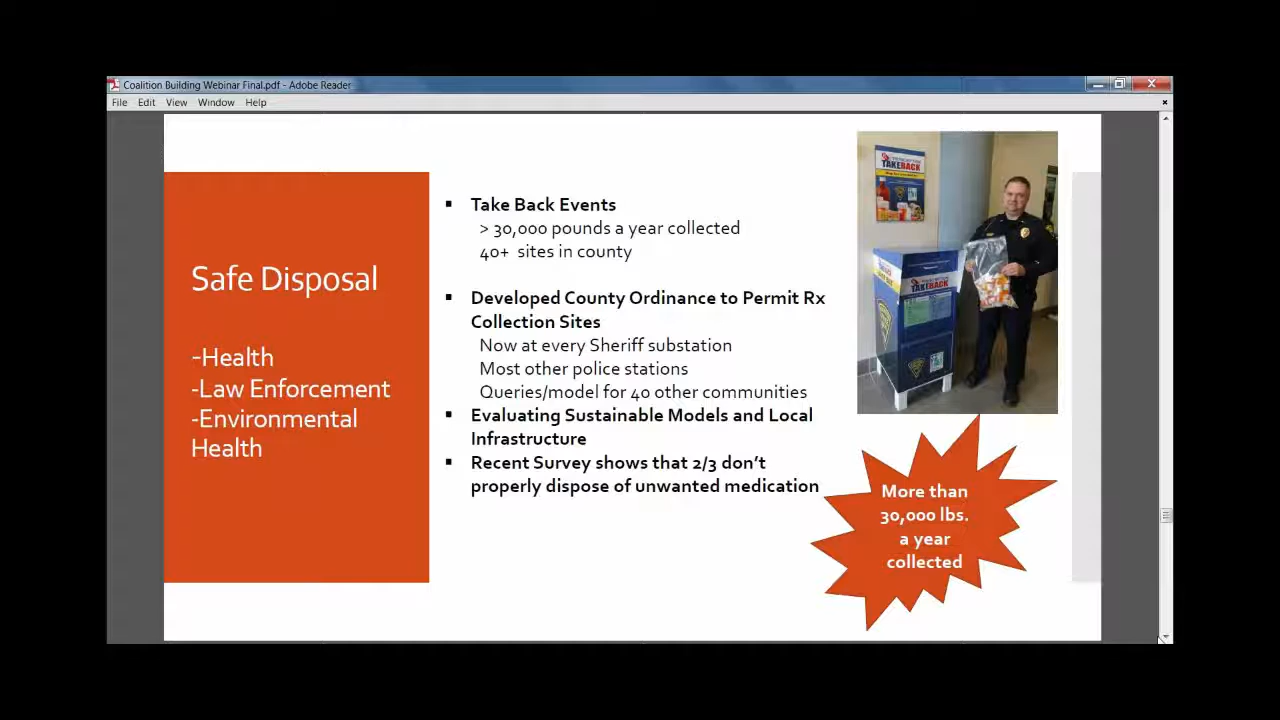 Coalition Building Webinar Final.pdf - Adobe Reader
File Edit View Window Help
Safe Disposal
-Health
-Law Enforcement
-Environmental
Health
▪ Take Back Events
> 30,000 pounds a year collected
40+ sites in county
▪ Developed County Ordinance to Permit Rx
Collection Sites
Now at every Sheriff substation
Most other police stations
Queries/model for 40 other communities
▪ Evaluating Sustainable Models and Local
Infrastructure
▪ Recent Survey shows that 2/3 don't
properly dispose of unwanted medication
TAKEBACK
TAKEBACK
More than
30,000 lbs.
a year
collected